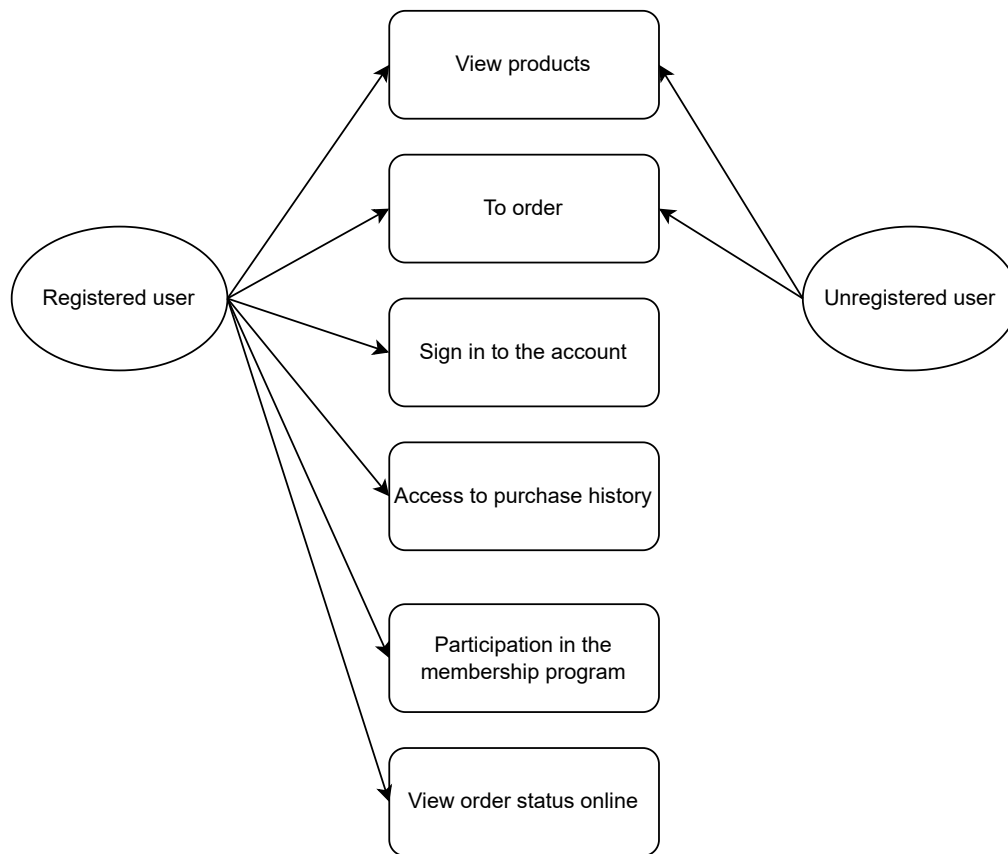 View products
To order
Registered user
Unregistered user
Sign in to the account
Access to purchase history
Participation in the
membership program
View order status online